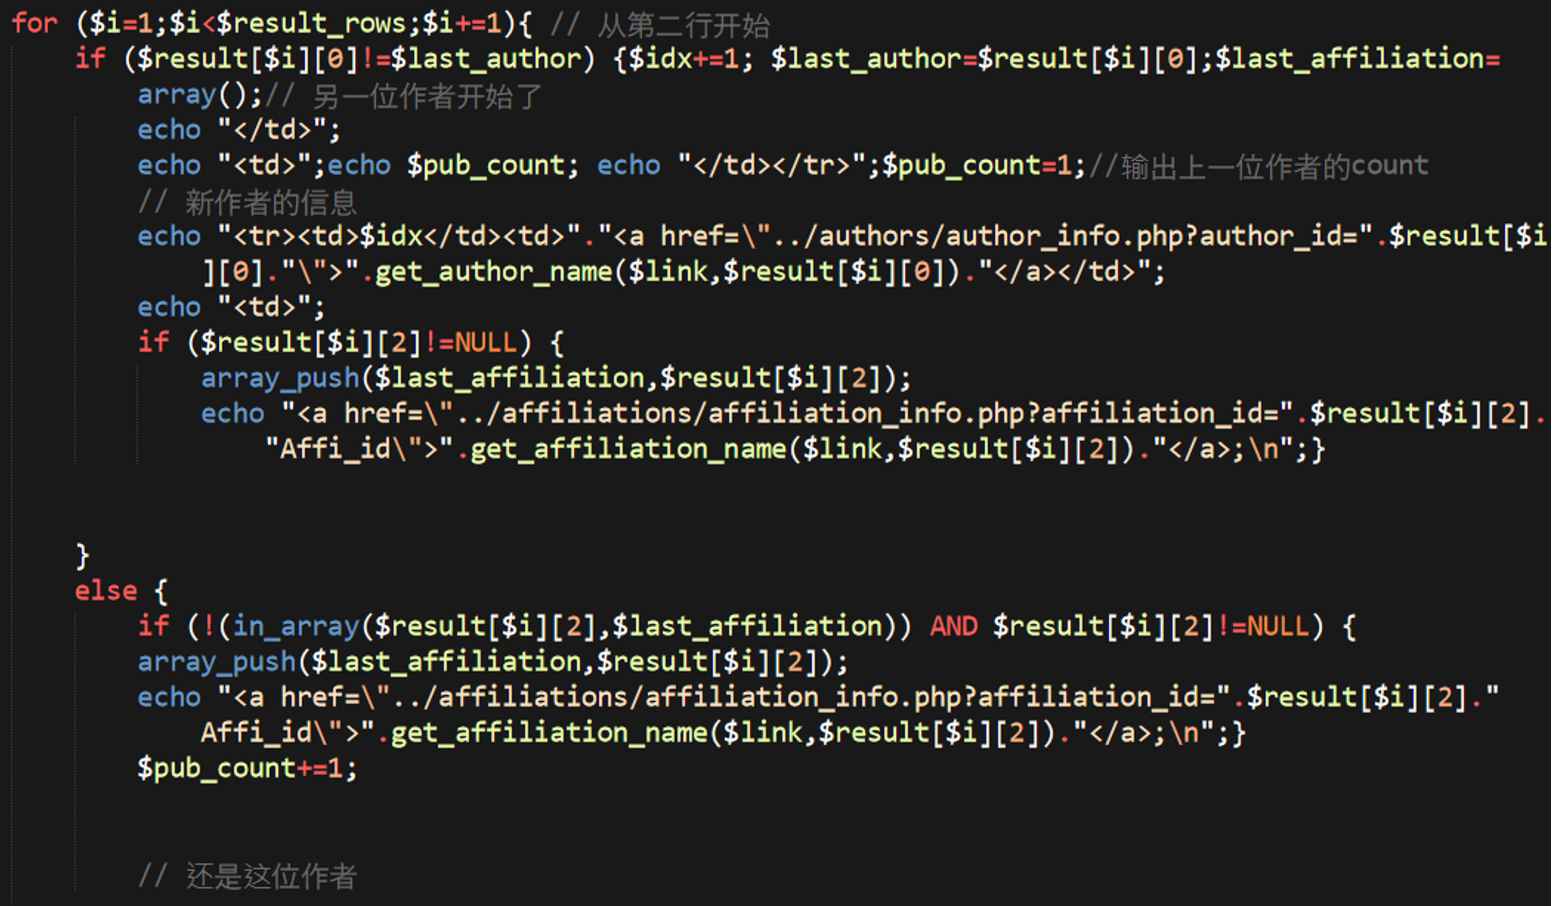 for ($i=1;$i<$result_rows;$i+=1){ // 从第二行开始
if ($result[$i][0]!=$last_author) {$idx+=1; $last_author=$result[$i][0];$last_affiliation=
array();// 另一位作者开始了
echo "</td>";
echo "<td>";echo $pub_count; echo "</td></tr>";$pub_count=1;//输出上一位作者的count
// 新作者的信息
echo "<tr><td>$idx</td><td>"."<a href=\"../authors/author_info.php?author_id=".$result[$i
][0]."\">".get_author_name($link,$result[$i][0])."</a></td>";
echo "<td>";
if ($result[$i][2]!=NULL) {
array_push($last_affiliation,$result[$i][2]);
echo "<a href=\"../affiliations/affiliation_info.php?affiliation_id=".$result[$i][2].
"Affi_id\">".get_affiliation_name($link,$result[$i][2])."</a>;\n";}
}
else {
if (!(in_array($result[$i][2],$last_affiliation)) AND $result[$i][2]!=NULL) {
array_push($last_affiliation,$result[$i][2]);
echo "<a href=\"../affiliations/affiliation_info.php?affiliation_id=".$result[$i][2]."
Affi_id\">".get_affiliation_name($link,$result[$i][2])."</a>;\n";}
$pub_count+=1;
// 还是这位作者